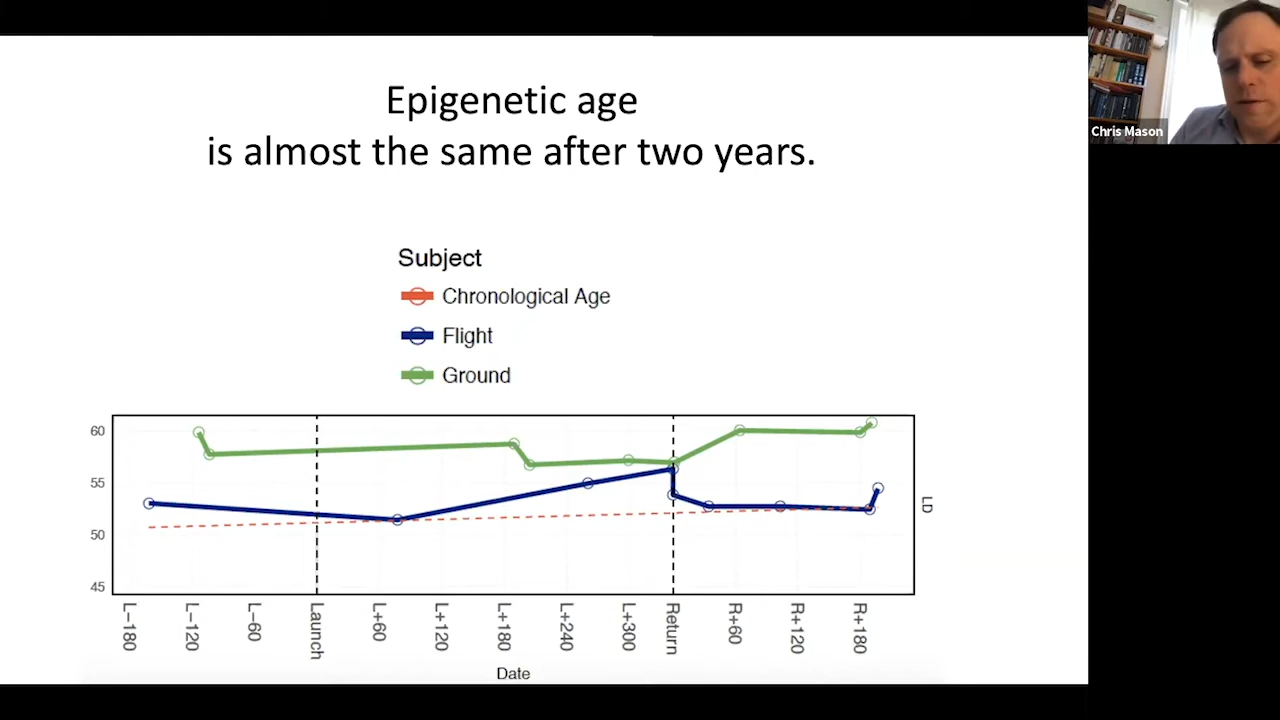 Epigenetic age
is almost the same after two years.
Chris Mason
Subject
Chronological Age
Flight
Ground
60
55
50
45
LD
L−180
L−120
L−60
Launch
L+60
L+120
L+180
L+240
L+300
Return
R+60
R+120
R+180
Date